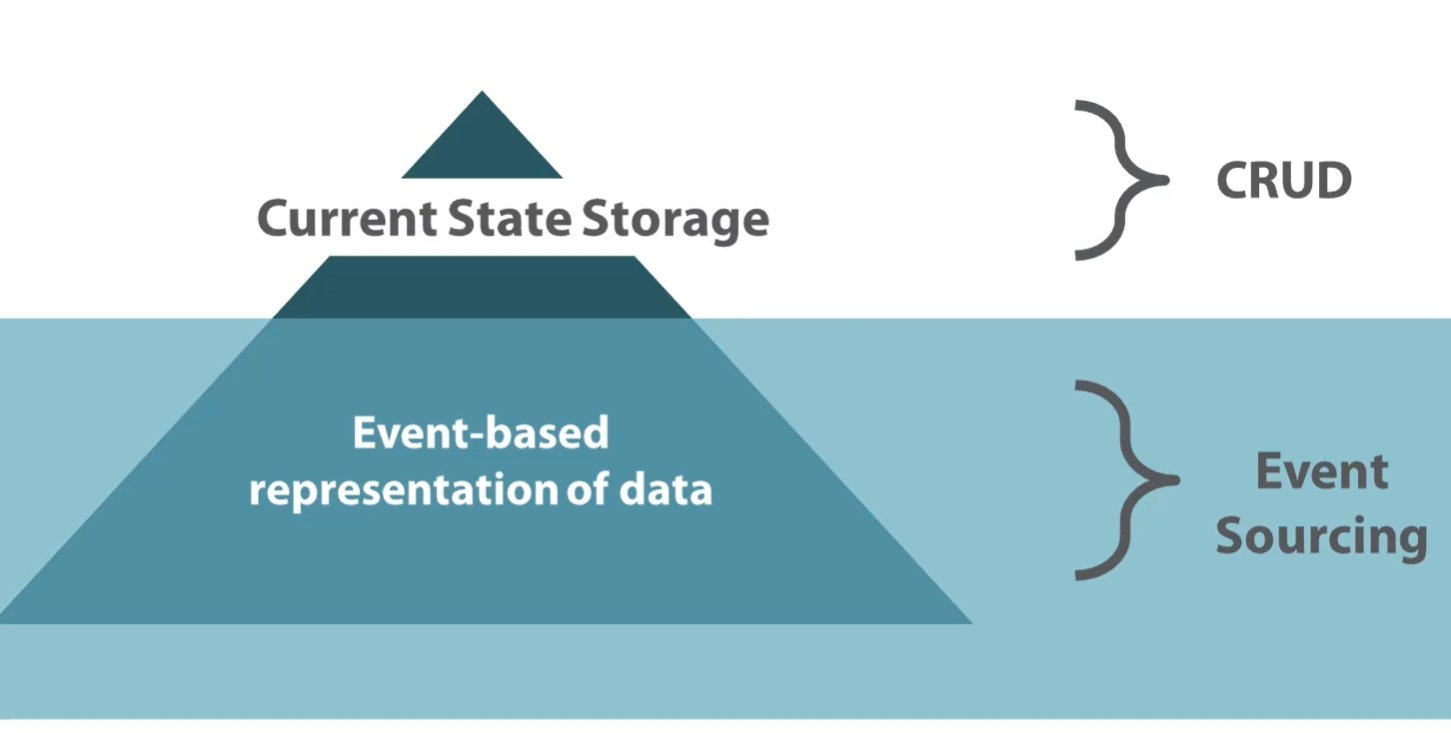 CRUD
Current State Storage
Event-based
representation of data
Event
Sourcing